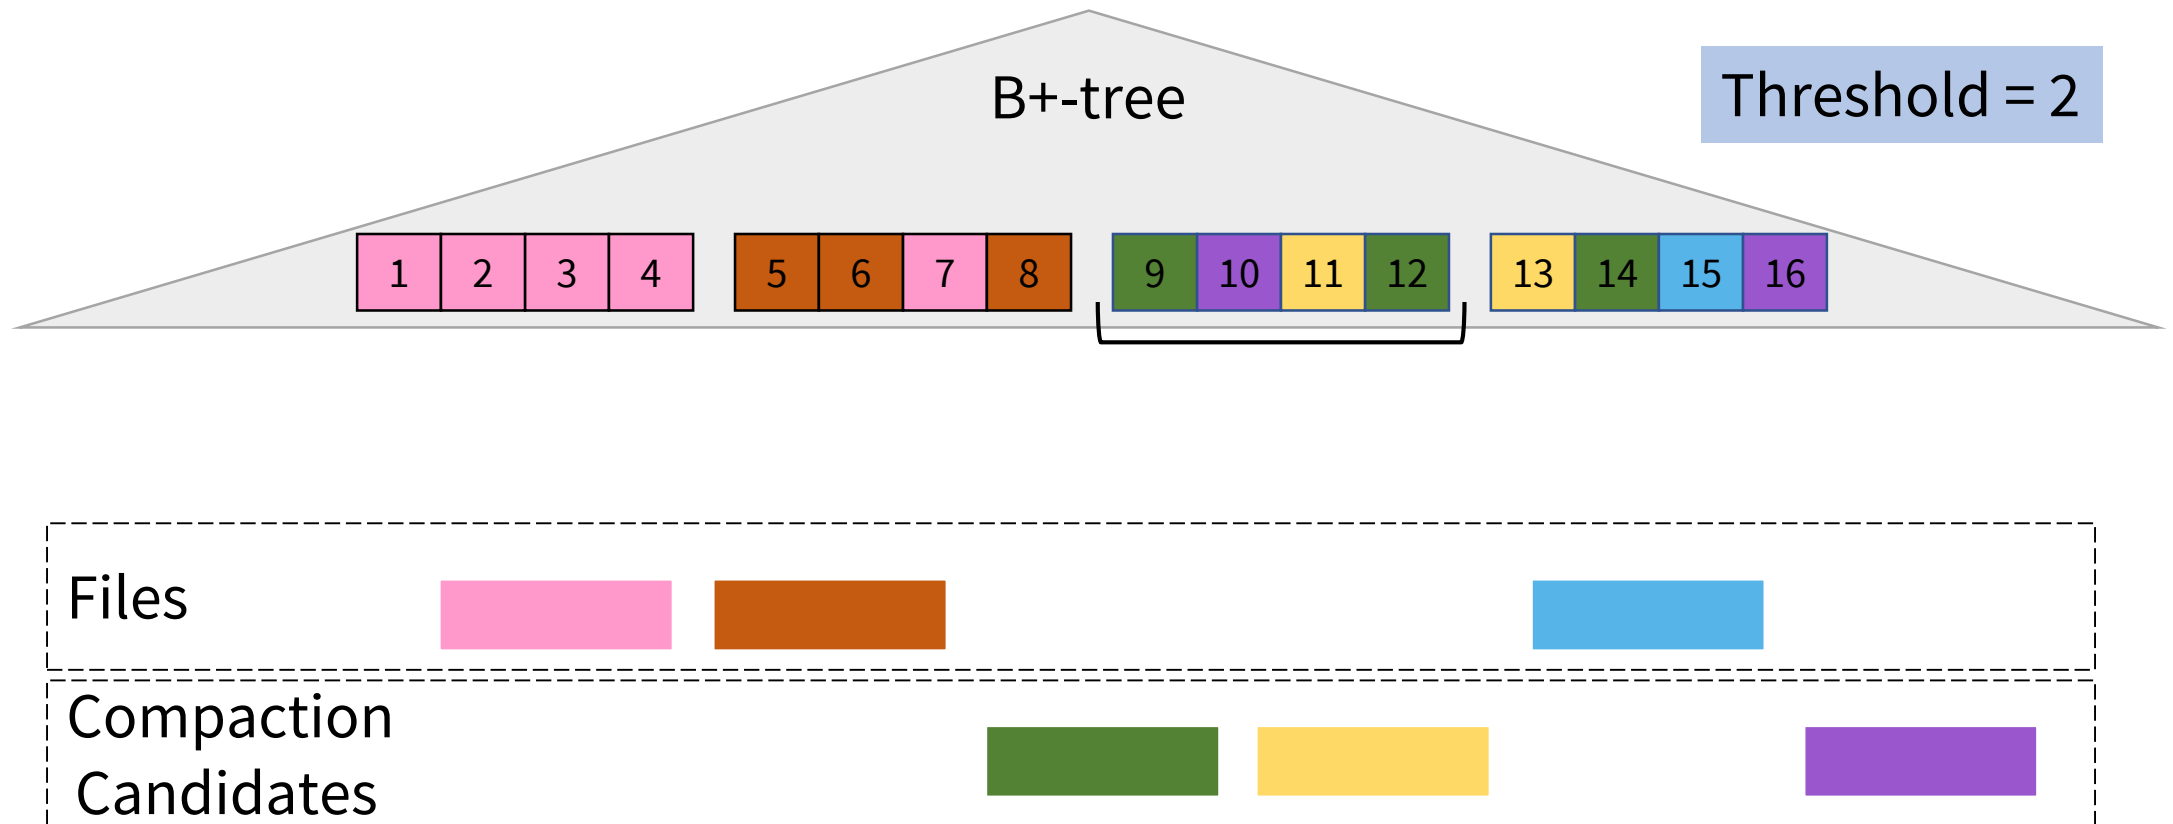 B+-tree
Threshold = 2
1 2 3 4 5 6 7 8 9 10 11 12 13 14 15 16
Files
Compaction
Candidates